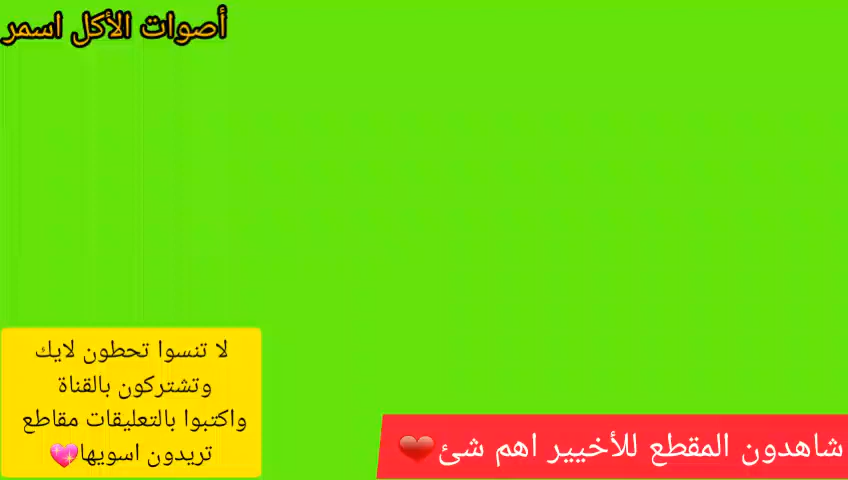 أصوات الأكل اسمر
لا تنسوا تحطون لايك
وتشتركون بالقناة
واكتبوا بالتعليقات مقاطع
تريدون اسويها💖
شاهدون المقطع للأخيير اهم شئ❤